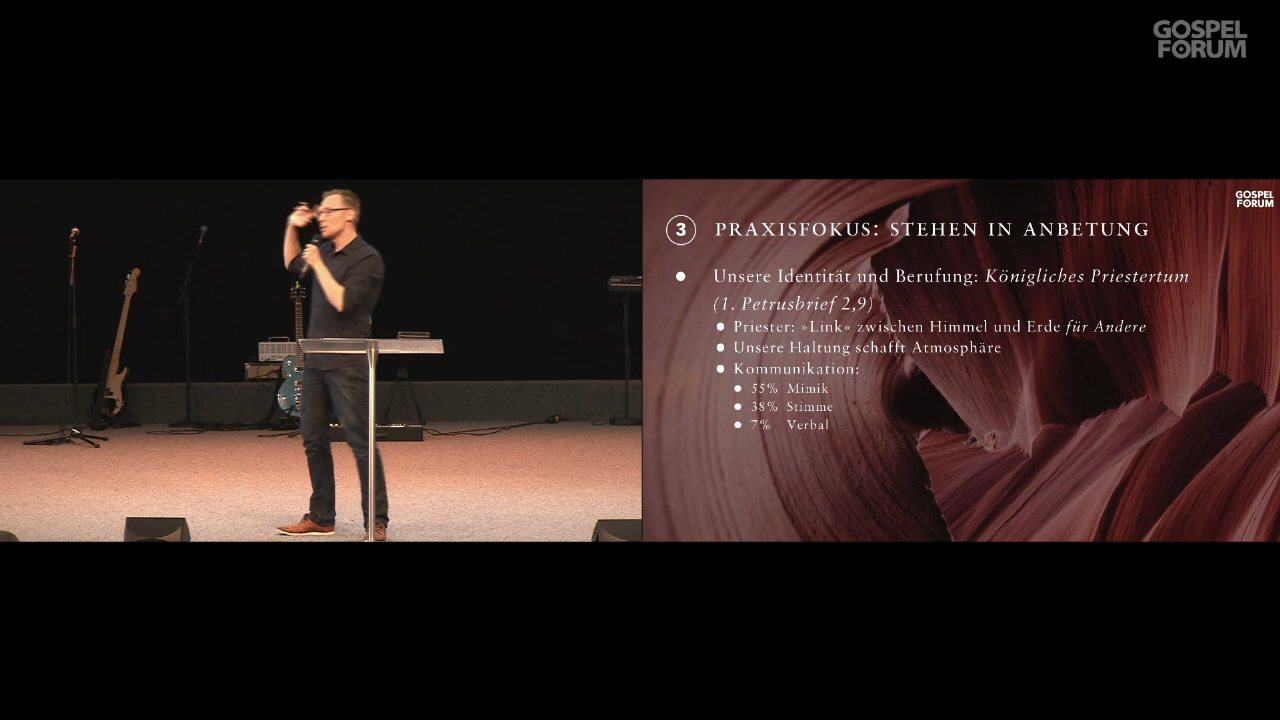 GOSPEL
FORUM
GOSPEL
FORUM
3 PRAXISFOKUS: STEHEN IN ANBETUNG
● Unsere Identität und Berufung: Königliches Priestertum
(1. Petrusbrief 2,9)
● Priester: »Link« zwischen Himmel und Erde für Andere
● Unsere Haltung schafft Atmosphäre
● Kommunikation:
● 55% Mimik
● 38% Stimme
● 7% Verbal